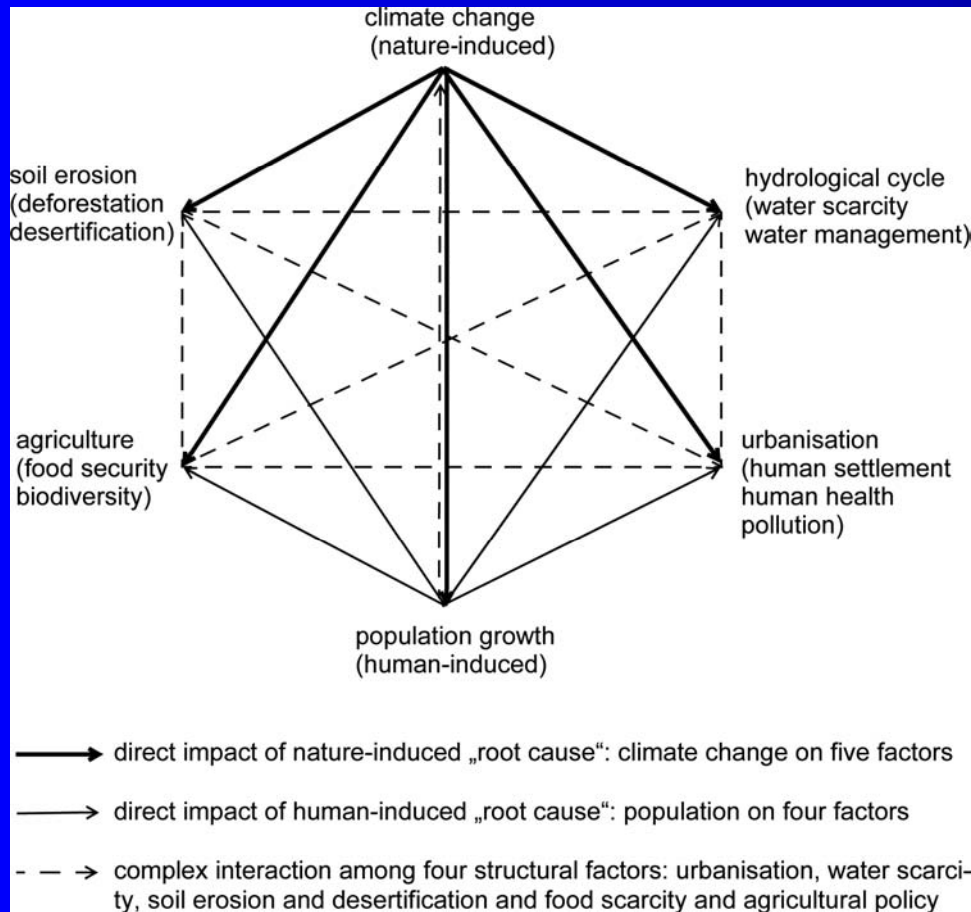 climate change
(nature-induced)
soil erosion
(deforestation
desertification)
hydrological cycle
(water scarcity
water management)
agriculture
(food security
biodiversity)
urbanisation
(human settlement
human health
pollution)
population growth
(human-induced)
direct impact of nature-induced „root cause“: climate change on five factors
direct impact of human-induced „root cause“: population on four factors
complex interaction among four structural factors: urbanisation, water scarci-
ty, soil erosion and desertification and food scarcity and agricultural policy